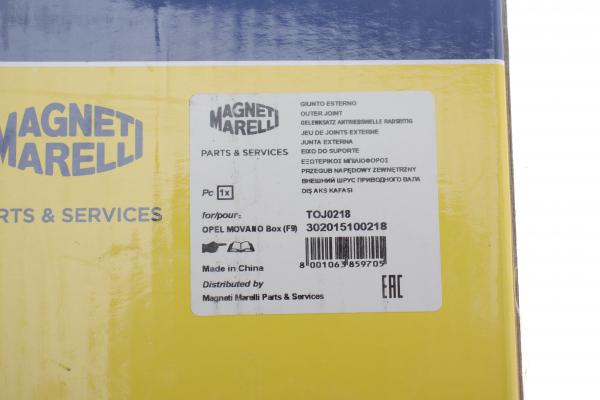 MAGNETI
MARELLI
PARTS & SERVICES
MAGNETI
MARELLI
PARTS & SERVICES
GIUNTO ESTERNO
OUTER JOINT
GELENKSATZ ANTRIEBSWELLE RADSEITIG
JEU DE JOINTS EXTERNE
JUNTA EXTERNA
EIXO DO SUPORTE
ΕΞΩΤΕΡΙΚΟΣ ΜΠΙΛΙΟΦΟΡΟΣ
PRZEGUB NAPĘDOWY ZEWNĘTRZNY
ВНЕШНИЙ ШРУС ПРИВОДНОГО ВАЛА
DIŞ AKS KAFASI
Pc 1x
for/pour:
TOJ0218
OPEL MOVANO Box (F9)
302015100218
8 001063 859705
Made in China
Distributed by
Magneti Marelli Parts & Services
EAC